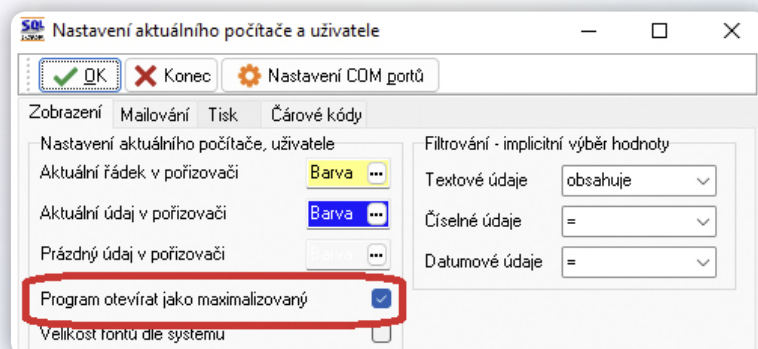 SQL
Nastavení aktuálního počítače a uživatele
OK Konec Nastavení COM portů
Zobrazení Mailování Tisk Čárové kódy
Nastavení aktuálního počítače, uživatele
Aktuální řádek v pořizovači Barva ...
Aktuální údaj v pořizovači Barva ...
Prázdný údaj v pořizovači Barva ...
Program otevírat jako maximalizovaný
Velikost fontů dle systému
Filtrování - implicitní výběr hodnoty
Textové údaje obsahuje
Číselné údaje =
Datumové údaje =